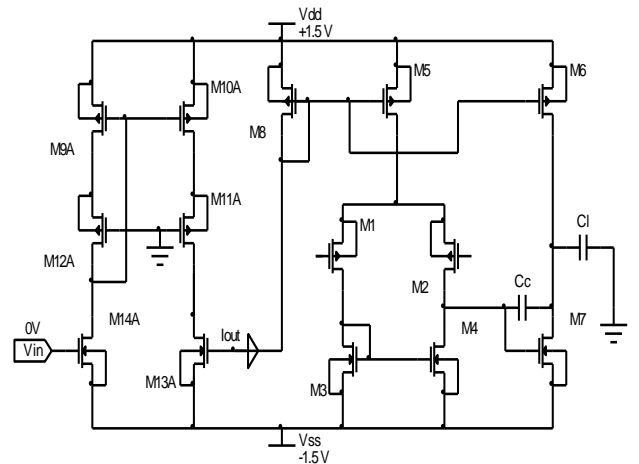 Vdd
+1.5 V
M10A
M5
M6
M8
M9A
M11A
M1
Cl
M12A
M2
Cc
M14A
0V
Vin
Iout
M4
M7
M13A
M3
Vss
-1.5 V